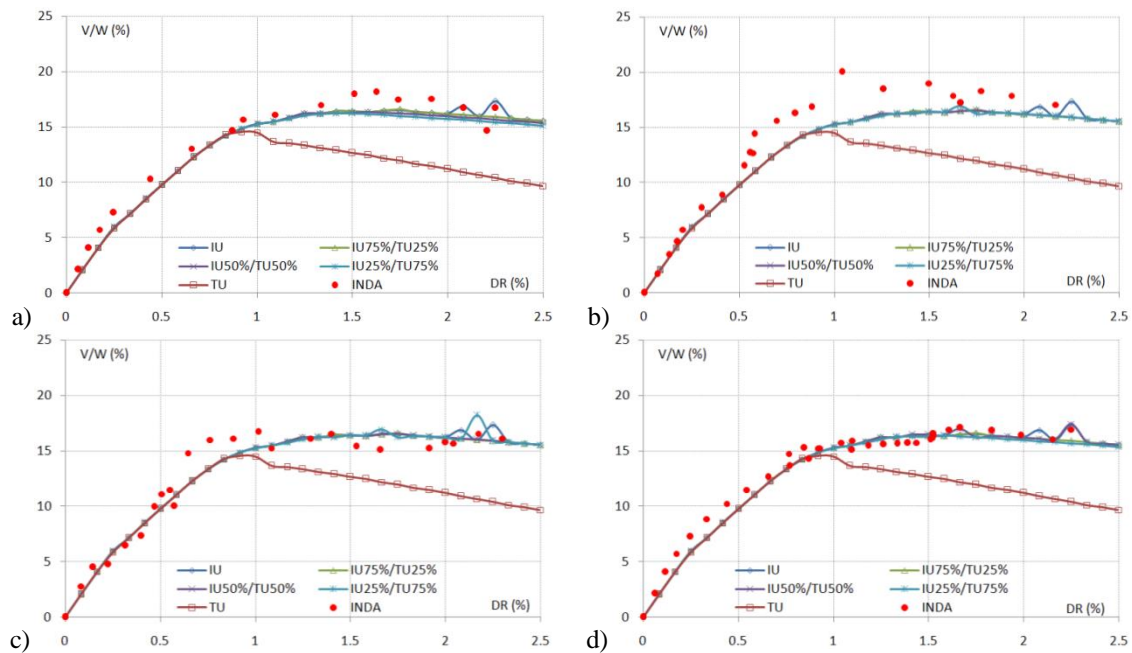 V/W (%)
25
20
15
10
5
0
IU
IU75%/TU25%
IU50%/TU50%
IU25%/TU75%
TU
INDA
DR (%)
0 0.5 1 1.5 2 2.5
a)
V/W (%)
25
20
15
10
5
0
IU
IU75%/TU25%
IU50%/TU50%
IU25%/TU75%
TU
INDA
DR (%)
0 0.5 1 1.5 2 2.5
b)
V/W (%)
25
20
15
10
5
0
IU
IU75%/TU25%
IU50%/TU50%
IU25%/TU75%
TU
INDA
DR (%)
0 0.5 1 1.5 2 2.5
c)
V/W (%)
25
20
15
10
5
0
IU
IU75%/TU25%
IU50%/TU50%
IU25%/TU75%
TU
INDA
DR (%)
0 0.5 1 1.5 2 2.5
d)